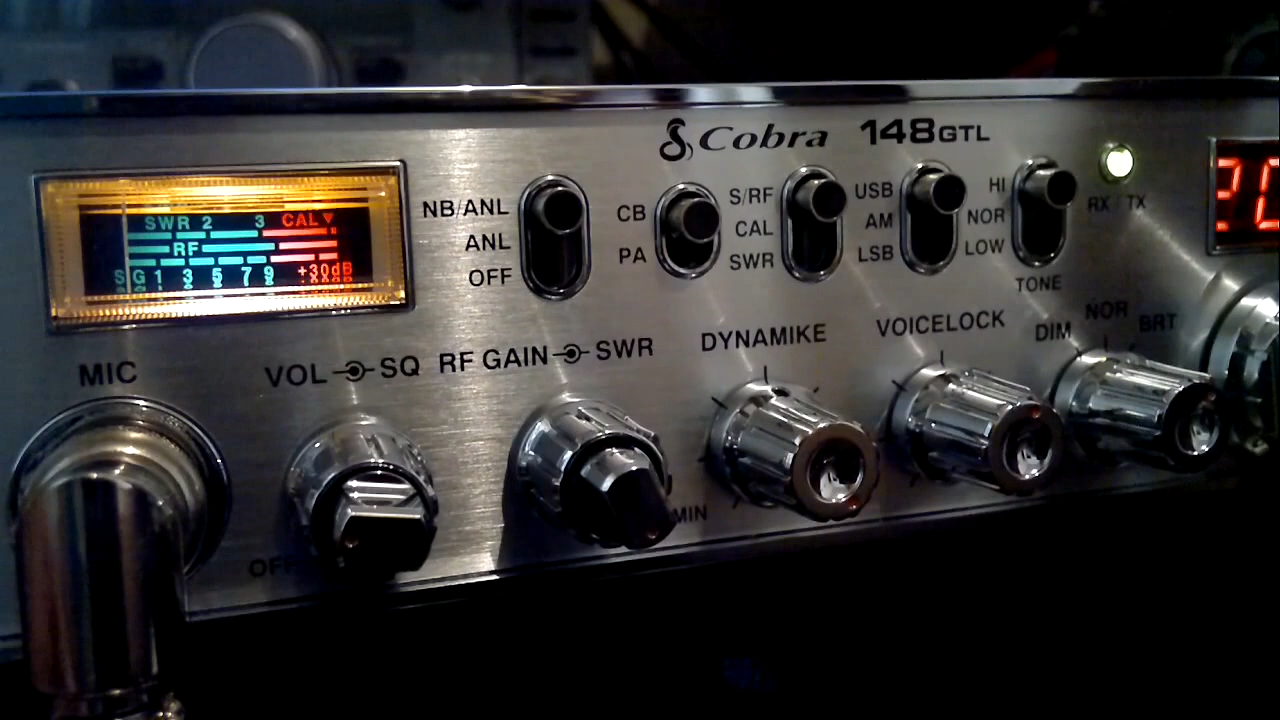 Cobra 148GTL
SWR 2 3 CAL
RF
S G 1 3 5 7 9 +30dB
NB/ANL
ANL
OFF
CB
PA
S/RF
CAL
SWR
USB
AM
LSB
HI
NOR
LOW
TONE
RX / TX
MIC
VOL SQ
OFF
RF GAIN SWR
MIN
DYNAMIKE
VOICELOCK
DIM NOR BRT